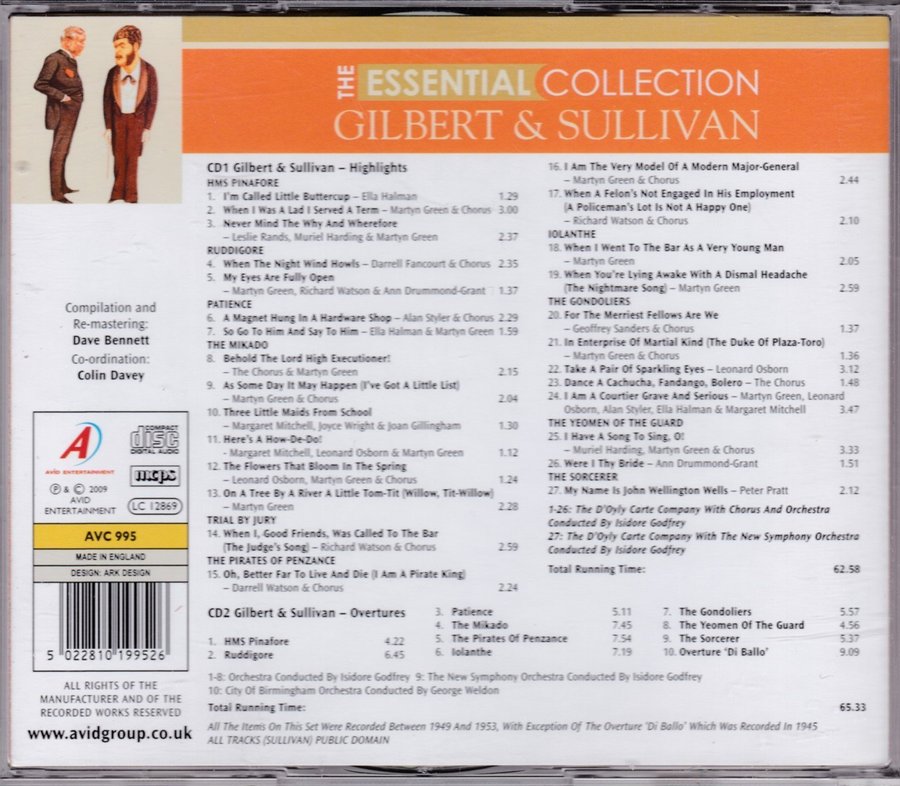 THE ESSENTIAL COLLECTION
GILBERT & SULLIVAN
CD1 Gilbert & Sullivan – Highlights
HMS PINAFORE
1. I'm Called Little Buttercup – Ella Halman 1.29
2. When I Was A Lad I Served A Term – Martyn Green & Chorus 3.00
3. Never Mind The Why And Wherefore
– Leslie Rands, Muriel Harding & Martyn Green 2.37
RUDDIGORE
4. When The Night Wind Howls – Darrell Fancourt & Chorus 2.35
5. My Eyes Are Fully Open
– Martyn Green, Richard Watson & Ann Drummond-Grant 1.37
PATIENCE
6. A Magnet Hung In A Hardware Shop – Alan Styler & Chorus 2.29
7. So Go To Him And Say To Him – Ella Halman & Martyn Green 1.59
THE MIKADO
8. Behold The Lord High Executioner!
– The Chorus & Martyn Green 2.15
9. As Some Day It May Happen (I've Got A Little List)
– Martyn Green & Chorus 2.04
10. Three Little Maids From School
– Margaret Mitchell, Joyce Wright & Joan Gillingham 1.30
11. Here's A How-De-Do!
- Margaret Mitchell, Leonard Osborn & Martyn Green 1.12
12. The Flowers That Bloom In The Spring
– Leonard Osborn, Martyn Green & Chorus 1.24
13. On A Tree By A River A Little Tom-Tit (Willow, Tit-Willow)
– Martyn Green 2.28
TRIAL BY JURY
14. When I, Good Friends, Was Called To The Bar
(The Judge's Song) – Richard Watson & Chorus 2.59
THE PIRATES OF PENZANCE
15. Oh, Better Far To Live And Die (I Am A Pirate King)
– Darrell Watson & Chorus 2.24
16. I Am The Very Model Of A Modern Major-General
– Martyn Green & Chorus 2.44
17. When A Felon's Not Engaged In His Employment
(A Policeman's Lot Is Not A Happy One)
– Richard Watson & Chorus 2.10
IOLANTHE
18. When I Went To The Bar As A Very Young Man
– Martyn Green 2.05
19. When You're Lying Awake With A Dismal Headache
(The Nightmare Song) – Martyn Green 2.59
THE GONDOLIERS
20. For The Merriest Fellows Are We
– Geoffrey Sanders & Chorus 1.37
21. In Enterprise Of Martial Kind (The Duke Of Plaza-Toro)
– Martyn Green & Chorus 1.36
22. Take A Pair Of Sparkling Eyes – Leonard Osborn 3.12
23. Dance A Cachucha, Fandango, Bolero – The Chorus 1.48
24. I Am A Courtier Grave And Serious – Martyn Green, Leonard
Osborn, Alan Styler, Ella Halman & Margaret Mitchell 3.47
THE YEOMEN OF THE GUARD
25. I Have A Song To Sing, O!
– Muriel Harding, Martyn Green & Chorus 3.33
26. Were I Thy Bride – Ann Drummond-Grant 1.51
THE SORCERER
27. My Name Is John Wellington Wells – Peter Pratt 2.12
1-26: The D'Oyly Carte Company With Chorus And Orchestra
Conducted By Isidore Godfrey
27: The D'Oyly Carte Company With The New Symphony Orchestra
Conducted By Isidore Godfrey
Total Running Time: 62.58
CD2 Gilbert & Sullivan – Overtures
1. HMS Pinafore 4.22
2. Ruddigore 6.45
3. Patience 5.11
4. The Mikado 7.45
5. The Pirates Of Penzance 7.54
6. Iolanthe 7.19
7. The Gondoliers 5.57
8. The Yeomen Of The Guard 4.56
9. The Sorcerer 5.37
10. Overture 'Di Ballo' 9.09
1-8: Orchestra Conducted By Isidore Godfrey 9: The New Symphony Orchestra Conducted By Isidore Godfrey
10: City Of Birmingham Orchestra Conducted By George Weldon
Total Running Time: 65.33
All The Items On This Set Were Recorded Between 1949 And 1953, With Exception Of The Overture 'Di Ballo' Which Was Recorded In 1945
ALL TRACKS (SULLIVAN) PUBLIC DOMAIN
Compilation and
Re-mastering:
Dave Bennett
Co-ordination:
Colin Davey
A
AVID ENTERTAINMENT
COMPACT
disc
DIGITAL AUDIO
mcps
Ⓟ & © 2009
AVID
ENTERTAINMENT
LC 12869
AVC 995
MADE IN ENGLAND
DESIGN: ARK DESIGN
5 022810 199526
ALL RIGHTS OF THE
MANUFACTURER AND OF THE
RECORDED WORKS RESERVED
www.avidgroup.co.uk